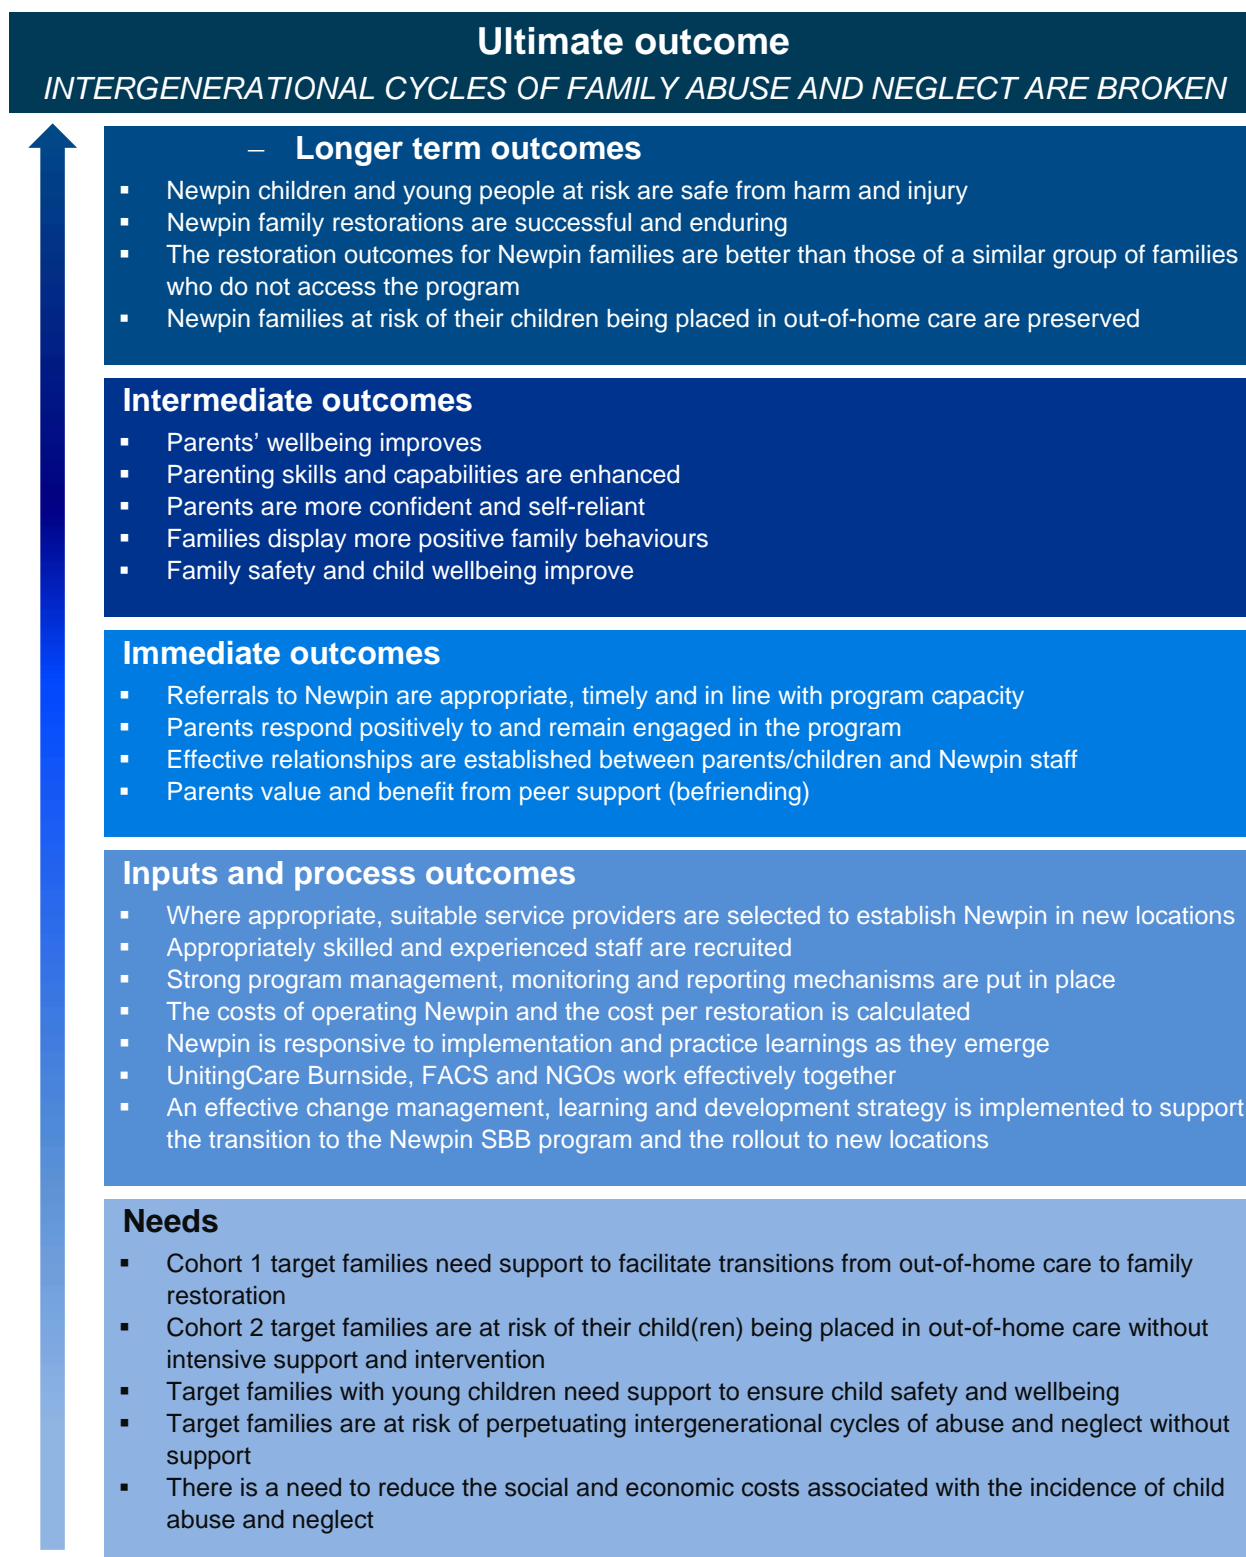 Ultimate outcome
INTERGENERATIONAL CYCLES OF FAMILY ABUSE AND NEGLECT ARE BROKEN
– Longer term outcomes
▪ Newpin children and young people at risk are safe from harm and injury
▪ Newpin family restorations are successful and enduring
▪ The restoration outcomes for Newpin families are better than those of a similar group of families
who do not access the program
▪ Newpin families at risk of their children being placed in out-of-home care are preserved
Intermediate outcomes
▪ Parents’ wellbeing improves
▪ Parenting skills and capabilities are enhanced
▪ Parents are more confident and self-reliant
▪ Families display more positive family behaviours
▪ Family safety and child wellbeing improve
Immediate outcomes
▪ Referrals to Newpin are appropriate, timely and in line with program capacity
▪ Parents respond positively to and remain engaged in the program
▪ Effective relationships are established between parents/children and Newpin staff
▪ Parents value and benefit from peer support (befriending)
Inputs and process outcomes
▪ Where appropriate, suitable service providers are selected to establish Newpin in new locations
▪ Appropriately skilled and experienced staff are recruited
▪ Strong program management, monitoring and reporting mechanisms are put in place
▪ The costs of operating Newpin and the cost per restoration is calculated
▪ Newpin is responsive to implementation and practice learnings as they emerge
▪ UnitingCare Burnside, FACS and NGOs work effectively together
▪ An effective change management, learning and development strategy is implemented to support
the transition to the Newpin SBB program and the rollout to new locations
Needs
▪ Cohort 1 target families need support to facilitate transitions from out-of-home care to family
restoration
▪ Cohort 2 target families are at risk of their child(ren) being placed in out-of-home care without
intensive support and intervention
▪ Target families with young children need support to ensure child safety and wellbeing
▪ Target families are at risk of perpetuating intergenerational cycles of abuse and neglect without
support
▪ There is a need to reduce the social and economic costs associated with the incidence of child
abuse and neglect